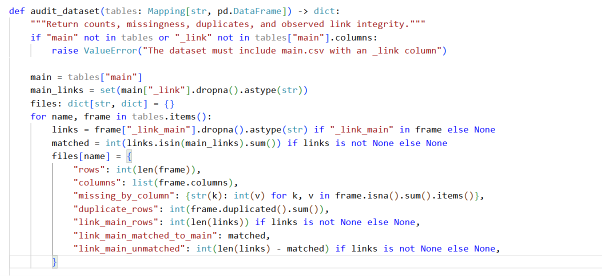 def audit_dataset(tables: Mapping[str, pd.DataFrame]) -> dict:
    """Return counts, missingness, duplicates, and observed link integrity."""
    if "main" not in tables or "_link" not in tables["main"].columns:
        raise ValueError("The dataset must include main.csv with an _link column")

    main = tables["main"]
    main_links = set(main["_link"].dropna().astype(str))
    files: dict[str, dict] = {}
    for name, frame in tables.items():
        links = frame["_link_main"].dropna().astype(str) if "_link_main" in frame else None
        matched = int(links.isin(main_links).sum()) if links is not None else None
        files[name] = {
            "rows": int(len(frame)),
            "columns": list(frame.columns),
            "missing_by_column": {str(k): int(v) for k, v in frame.isna().sum().items()},
            "duplicate_rows": int(frame.duplicated().sum()),
            "link_main_rows": int(len(links)) if links is not None else None,
            "link_main_matched_to_main": matched,
            "link_main_unmatched": int(len(links) - matched) if links is not None else None,
        }